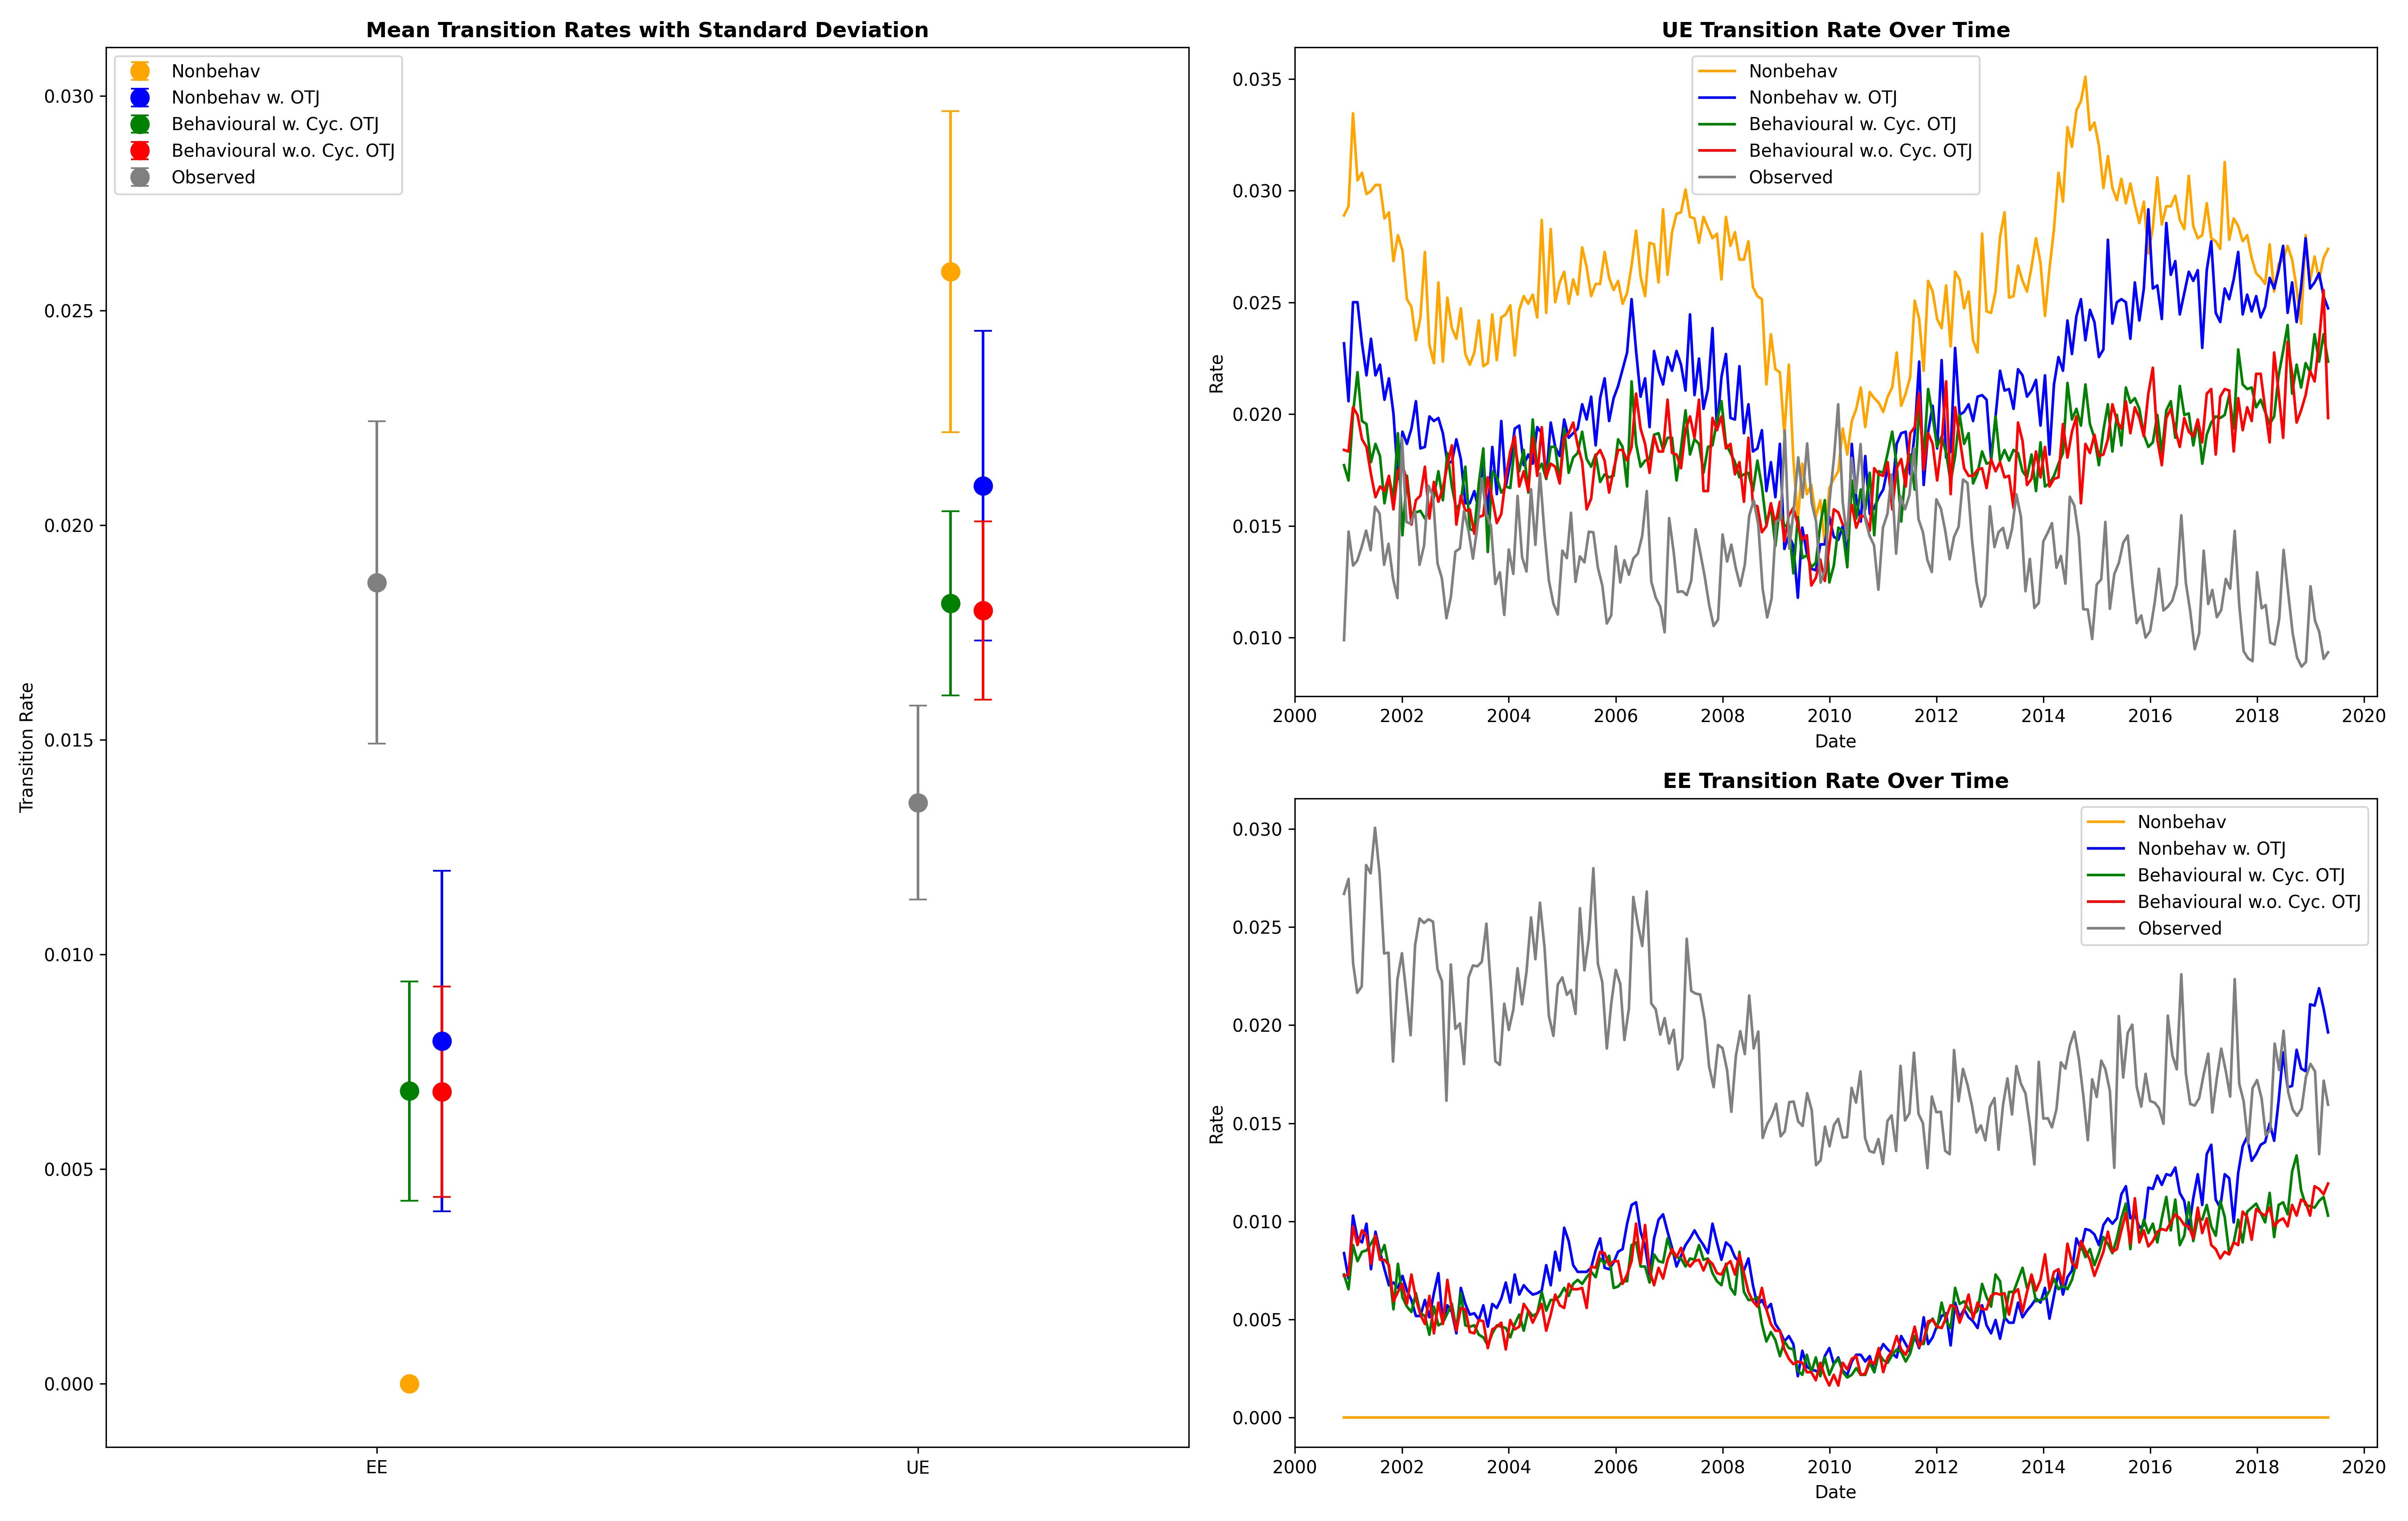 Mean Transition Rates with Standard Deviation
Nonbehav
Nonbehav w. OTJ
Behavioural w. Cyc. OTJ
Behavioural w.o. Cyc. OTJ
Observed
Transition Rate
0.030
0.025
0.020
0.015
0.010
0.005
0.000
EE
UE
UE Transition Rate Over Time
Nonbehav
Nonbehav w. OTJ
Behavioural w. Cyc. OTJ
Behavioural w.o. Cyc. OTJ
Observed
Rate
0.035
0.030
0.025
0.020
0.015
0.010
2000 2002 2004 2006 2008 2010 2012 2014 2016 2018 2020
Date
EE Transition Rate Over Time
Nonbehav
Nonbehav w. OTJ
Behavioural w. Cyc. OTJ
Behavioural w.o. Cyc. OTJ
Observed
Rate
0.030
0.025
0.020
0.015
0.010
0.005
0.000
2000 2002 2004 2006 2008 2010 2012 2014 2016 2018 2020
Date